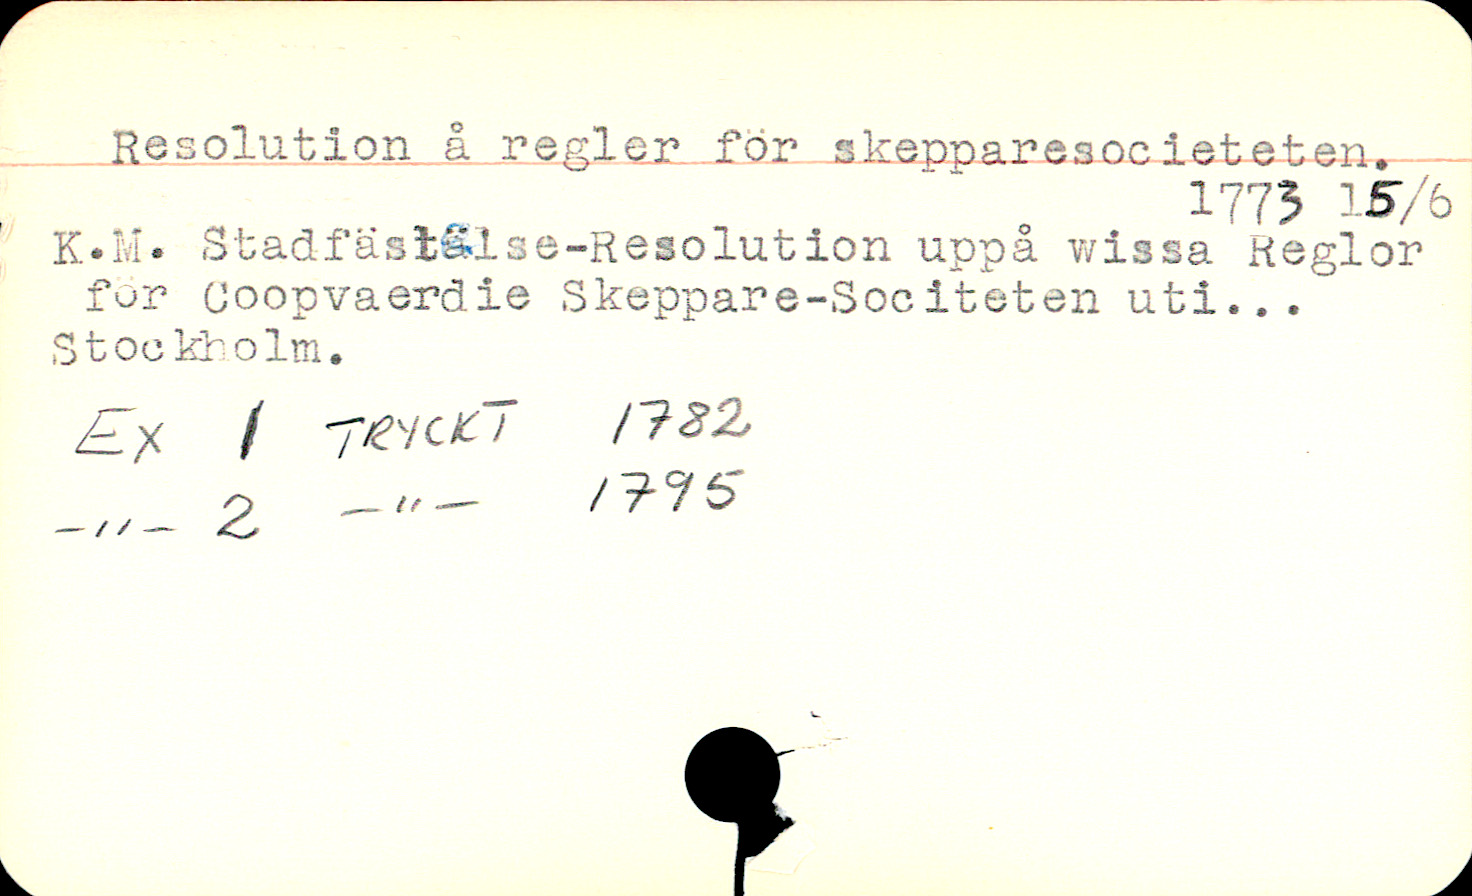 Resolution å regler för skepparesocieteten.
1773 15/6
K.M. Stadfästälse-Resolution uppå wissa Reglor
för Coopvaerdie Skeppare-Sociteten uti...
Stockholm.
EX 1 TRYCKT 1782
-"- 2 -"- 1795